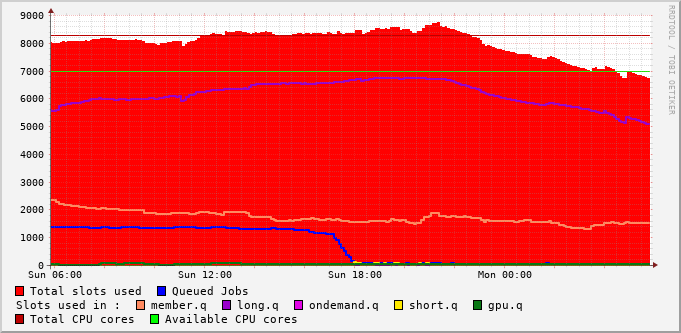 9000
8000
7000
6000
5000
4000
3000
2000
1000
0
Sun 06:00 Sun 12:00 Sun 18:00 Mon 00:00
Total slots used Queued Jobs
Slots used in : member.q long.q ondemand.q short.q gpu.q
Total CPU cores Available CPU cores
RRDTOOL / TOBI OETIKER